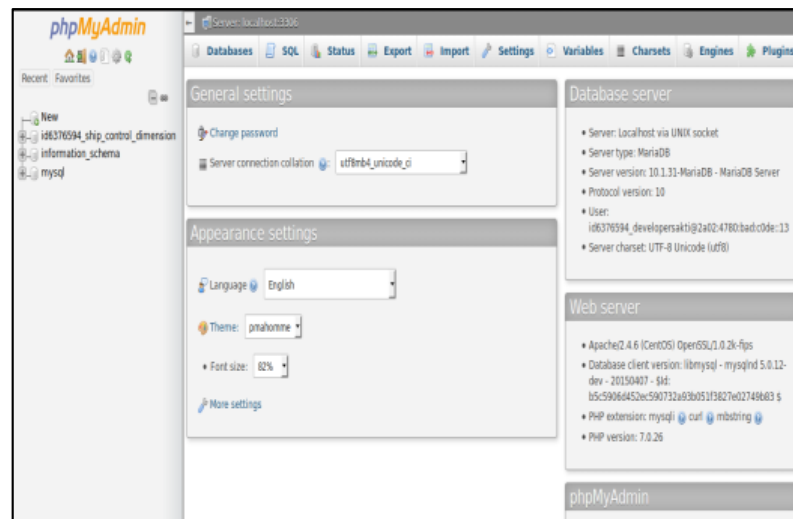 phpMyAdmin
Recent Favorites
New
id6376594_ship_control_dimension
information_schema
mysql
Server: localhost:3306
Databases SQL Status Export Import Settings Variables Charsets Engines Plugins
General settings
Change password
Server connection collation : utf8mb4_unicode_ci
Appearance settings
Language English
Theme: pmahomme
• Font size: 82%
More settings
Database server
• Server: Localhost via UNIX socket
• Server type: MariaDB
• Server version: 10.1.31-MariaDB - MariaDB Server
• Protocol version: 10
• User:
id6376594_developersakti@2a02:4780:bad:c0de::13
• Server charset: UTF-8 Unicode (utf8)
Web server
• Apache/2.4.6 (CentOS) OpenSSL/1.0.2k-fips
• Database client version: libmysql - mysqlnd 5.0.12-
dev - 20150407 - $Id:
b5c5906d452ec590732a93b051f3827e02749b83 $
• PHP extension: mysqli curl mbstring
• PHP version: 7.0.26
phpMyAdmin